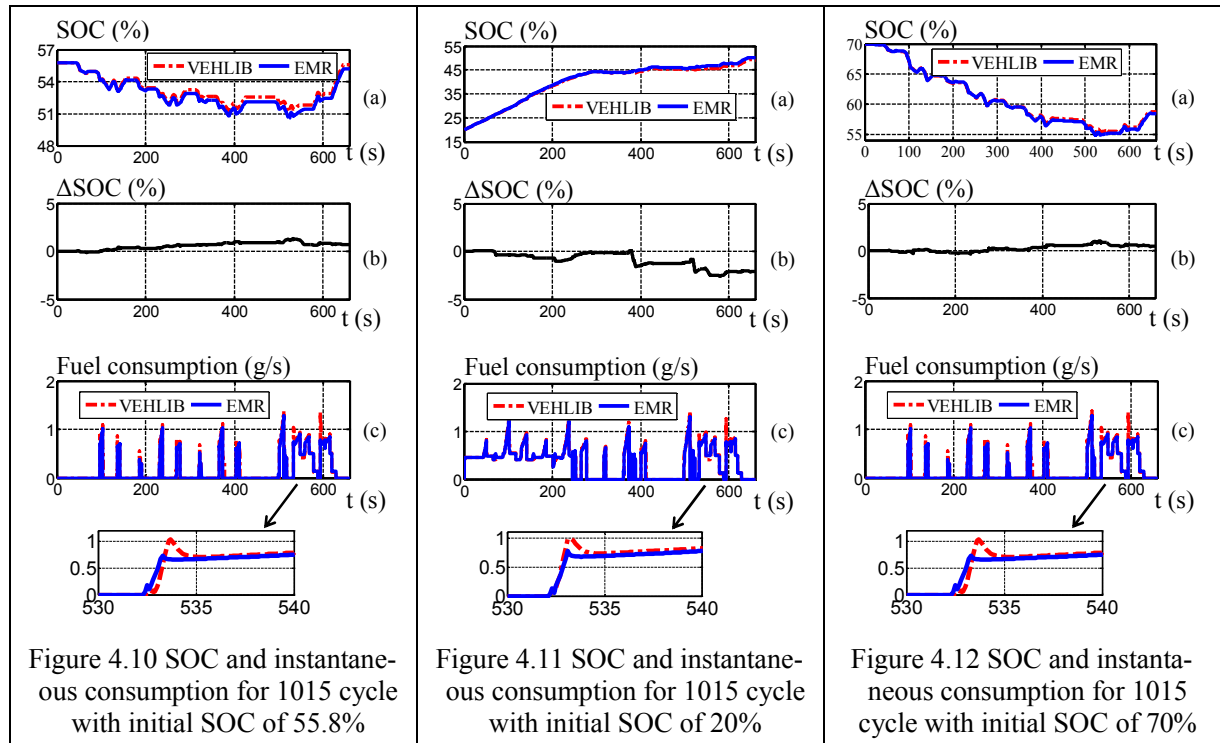 SOC (%)
57
54
51
48
VEHLIB EMR
(a)
0 200 400 600 t (s)
ΔSOC (%)
5
0
-5
(b)
0 200 400 600
t (s)
Fuel consumption (g/s)
2
1
0
VEHLIB EMR
(c)
0 200 400 600
t (s)
1
0.5
0
530 535 540
Figure 4.10 SOC and instantane-
ous consumption for 1015 cycle
with initial SOC of 55.8%
SOC (%)
55
45
35
25
15
VEHLIB EMR
(a)
0 200 400 600
t (s)
ΔSOC (%)
5
0
-5
(b)
0 200 400 600
t (s)
Fuel consumption (g/s)
2
1
0
VEHLIB EMR
(c)
0 200 400 600
t (s)
1
0.5
0
530 535 540
Figure 4.11 SOC and instantane-
ous consumption for 1015 cycle
with initial SOC of 20%
SOC (%)
70
65
60
55
VEHLIB EMR
(a)
0 100 200 300 400 500 600
t (s)
ΔSOC (%)
5
0
-5
(b)
0 200 400 600
t (s)
Fuel consumption (g/s)
2
1
0
VEHLIB EMR
(c)
0 200 400 600
t (s)
1
0.5
0
530 535 540
Figure 4.12 SOC and instanta-
neous consumption for 1015
cycle with initial SOC of 70%